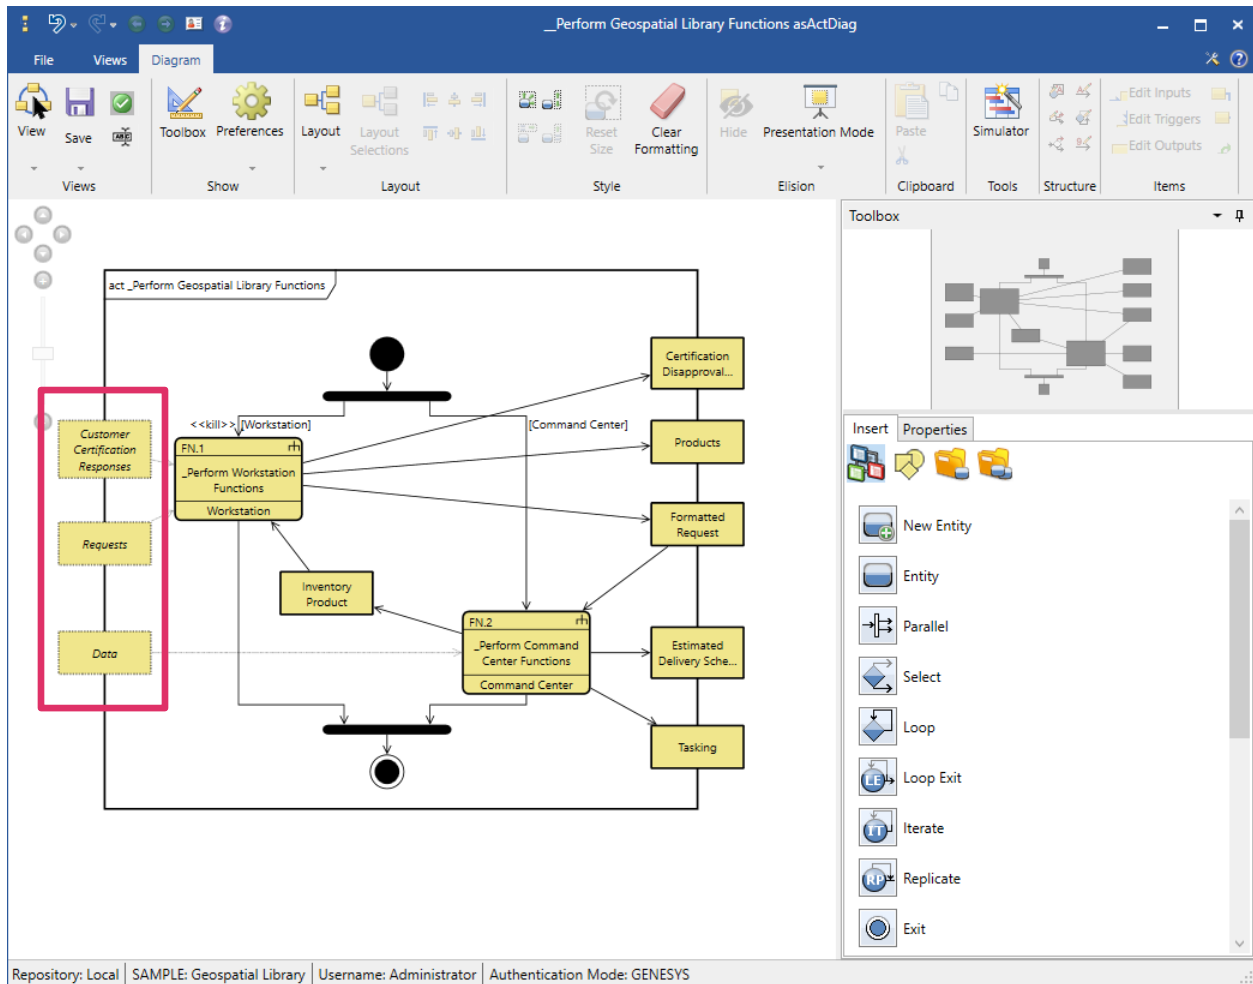 __Perform Geospatial Library Functions asActDiag
File Views Diagram
View
Save
Views
Toolbox Preferences
Show
Layout
Layout
Selections
Layout
Reset
Size
Clear
Formatting
Style
Hide
Presentation Mode
Elision
Paste
Clipboard
Simulator
Tools
Structure
Edit Inputs
Edit Triggers
Edit Outputs
Items
act _Perform Geospatial Library Functions
Certification
Disapproval...
<<kill>> [Workstation]
[Command Center]
Customer
Certification
Responses
FN.1
_Perform Workstation
Functions
Workstation
Products
Requests
Formatted
Request
Inventory
Product
Data
FN.2
_Perform Command
Center Functions
Command Center
Estimated
Delivery Sche...
Tasking
Toolbox
Insert Properties
New Entity
Entity
Parallel
Select
Loop
LE Loop Exit
IT Iterate
RP Replicate
Exit
Repository: Local SAMPLE: Geospatial Library Username: Administrator Authentication Mode: GENESYS